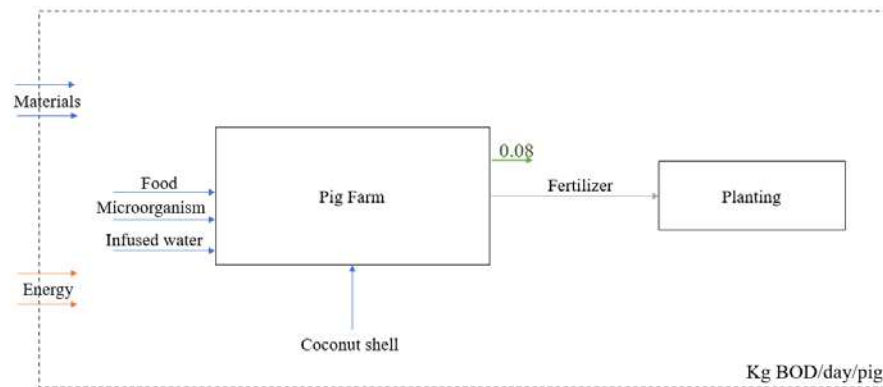 Materials
0.08
Food
Microorganism
Infused water
Pig Farm
Fertilizer
Planting
Energy
Coconut shell
Kg BOD/day/pig